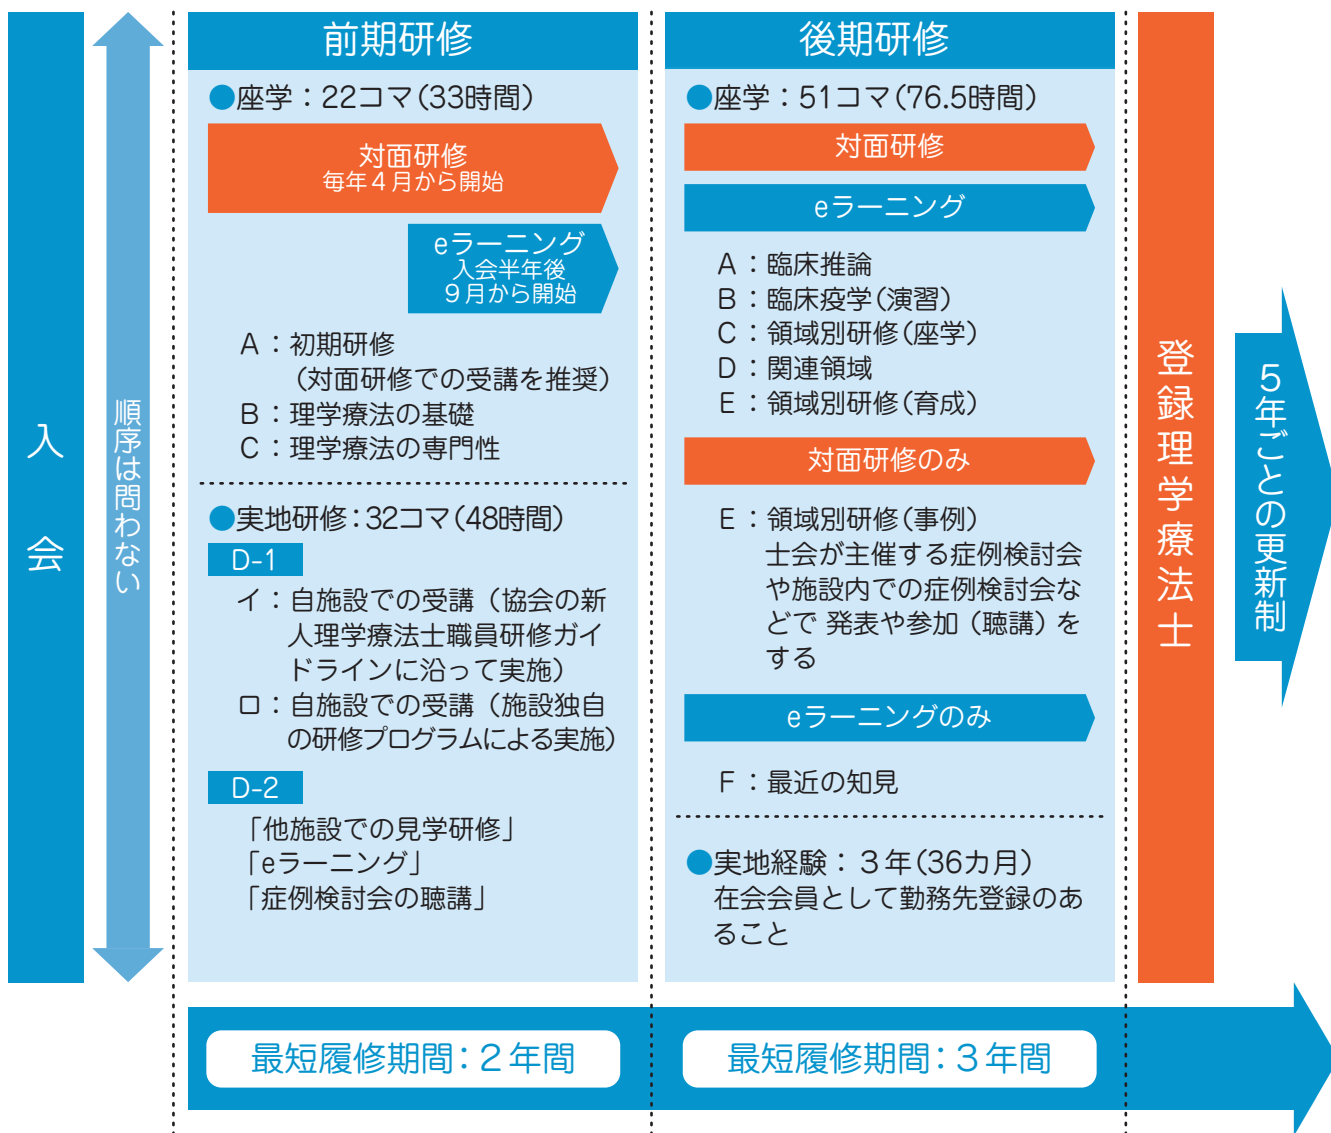 入会
順序は問わない
前期研修
●座学：22コマ(33時間)
対面研修
毎年４月から開始
eラーニング
入会半年後
９月から開始
A：初期研修
（対面研修での受講を推奨）
B：理学療法の基礎
C：理学療法の専門性
●実地研修：32コマ(48時間)
D-1
イ：自施設での受講（協会の新
人理学療法士職員研修ガイ
ドラインに沿って実施）
ロ：自施設での受講（施設独自
の研修プログラムによる実施）
D-2
「他施設での見学研修」
「eラーニング」
「症例検討会の聴講」
最短履修期間：２年間
後期研修
●座学：51コマ(76.5時間)
対面研修
eラーニング
A：臨床推論
B：臨床疫学(演習)
C：領域別研修(座学)
D：関連領域
E：領域別研修(育成)
対面研修のみ
E：領域別研修(事例)
士会が主催する症例検討会
や施設内での症例検討会な
どで 発表や参加（聴講）を
する
eラーニングのみ
F：最近の知見
●実地経験：３年(36カ月)
在会会員として勤務先登録のあ
ること
最短履修期間：３年間
登録理学療法士
５年ごとの更新制